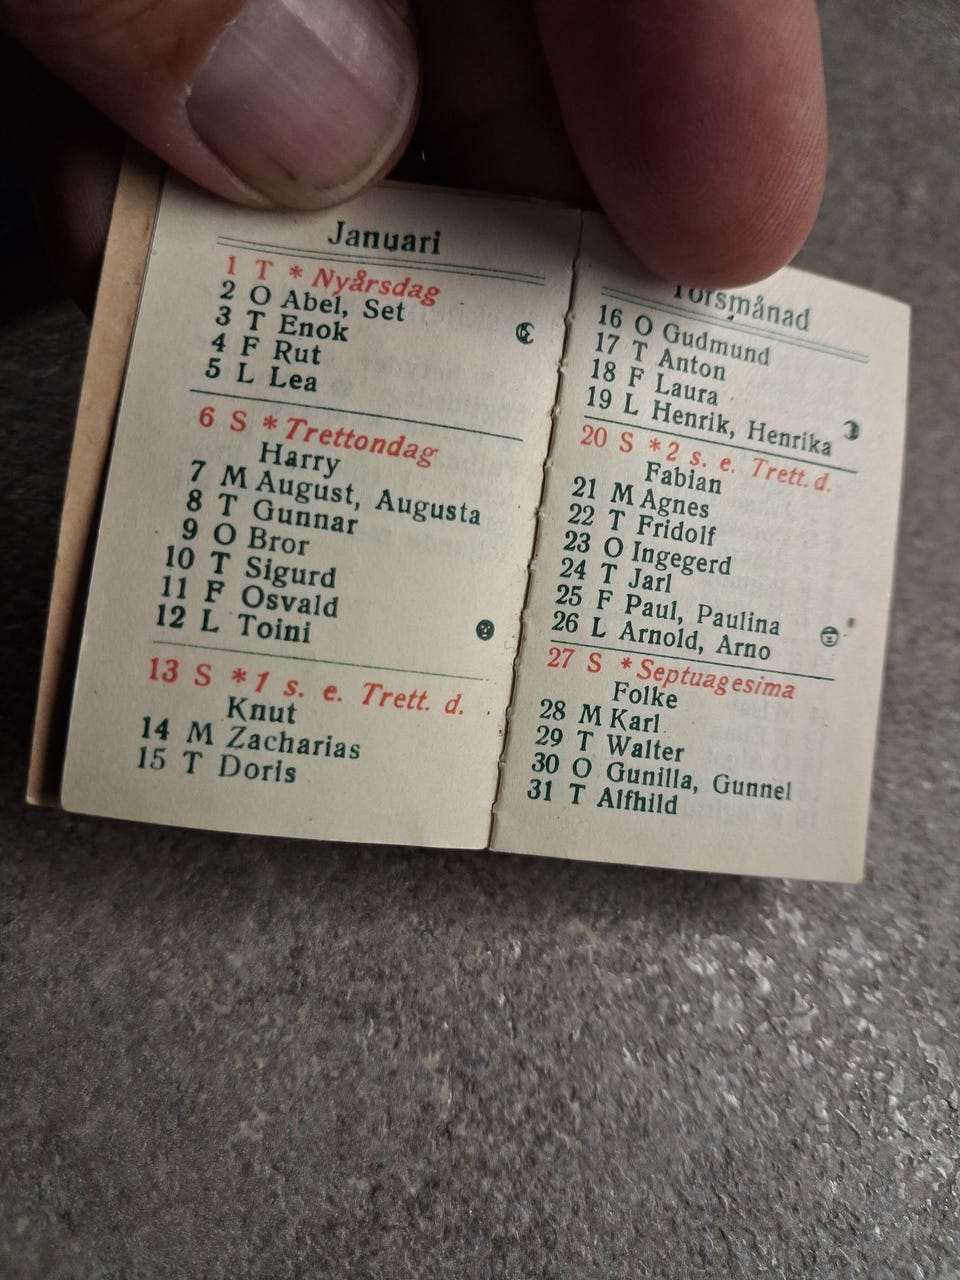 Januari
1 T * Nyårsdag
2 O Abel, Set
3 T Enok
4 F Rut
5 L Lea
6 S * Trettondag
Harry
7 M August, Augusta
8 T Gunnar
9 O Bror
10 T Sigurd
11 F Osvald
12 L Toini
13 S * 1 s. e. Trett. d.
Knut
14 M Zacharias
15 T Doris
Torsmånad
16 O Gudmund
17 T Anton
18 F Laura
19 L Henrik, Henrika
20 S * 2 s. e. Trett. d.
Fabian
21 M Agnes
22 T Fridolf
23 O Ingegerd
24 T Jarl
25 F Paul, Paulina
26 L Arnold, Arno
27 S * Septuagesima
Folke
28 M Karl
29 T Walter
30 O Gunilla, Gunnel
31 T Alfhild